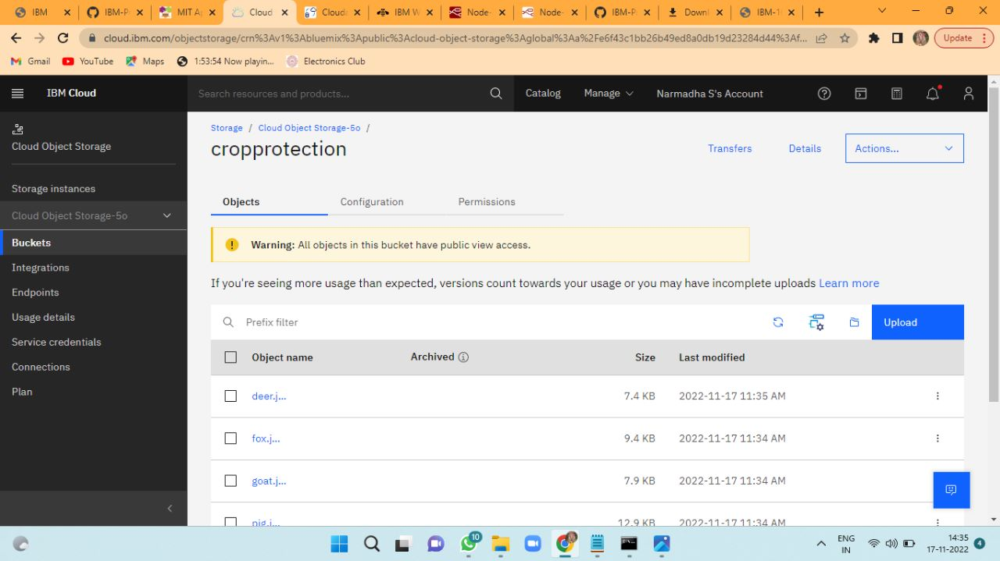 IBM
IBM-P
MIT A
Cloud
Clouda
IBM W
Node-
Node-
IBM-P
Downl
IBM-1
cloud.ibm.com/objectstorage/crn%3Av1%3Abluemix%3Apublic%3Acloud-object-storage%3Aglobal%3Aa%2Fe6f43c1bb26b49ed8a0db19d23284d44%3Af...
Update
Gmail
YouTube
Maps
1:53:54 Now playin...
Electronics Club
IBM Cloud
Search resources and products...
Catalog
Manage
Narmadha S's Account
Cloud Object Storage
Storage instances
Cloud Object Storage-5o
Buckets
Integrations
Endpoints
Usage details
Service credentials
Connections
Plan
Storage / Cloud Object Storage-5o /
cropprotection
Transfers
Details
Actions...
Objects
Configuration
Permissions
Warning: All objects in this bucket have public view access.
If you're seeing more usage than expected, versions count towards your usage or you may have incomplete uploads Learn more
Prefix filter
Upload
Object name Archived Size Last modified
deer.j... 7.4 KB 2022-11-17 11:35 AM
fox.j... 9.4 KB 2022-11-17 11:34 AM
goat.j... 7.9 KB 2022-11-17 11:34 AM
pig.j... 12.9 KB 2022-11-17 11:34 AM
10
ENG
IN
14:35
17-11-2022
4